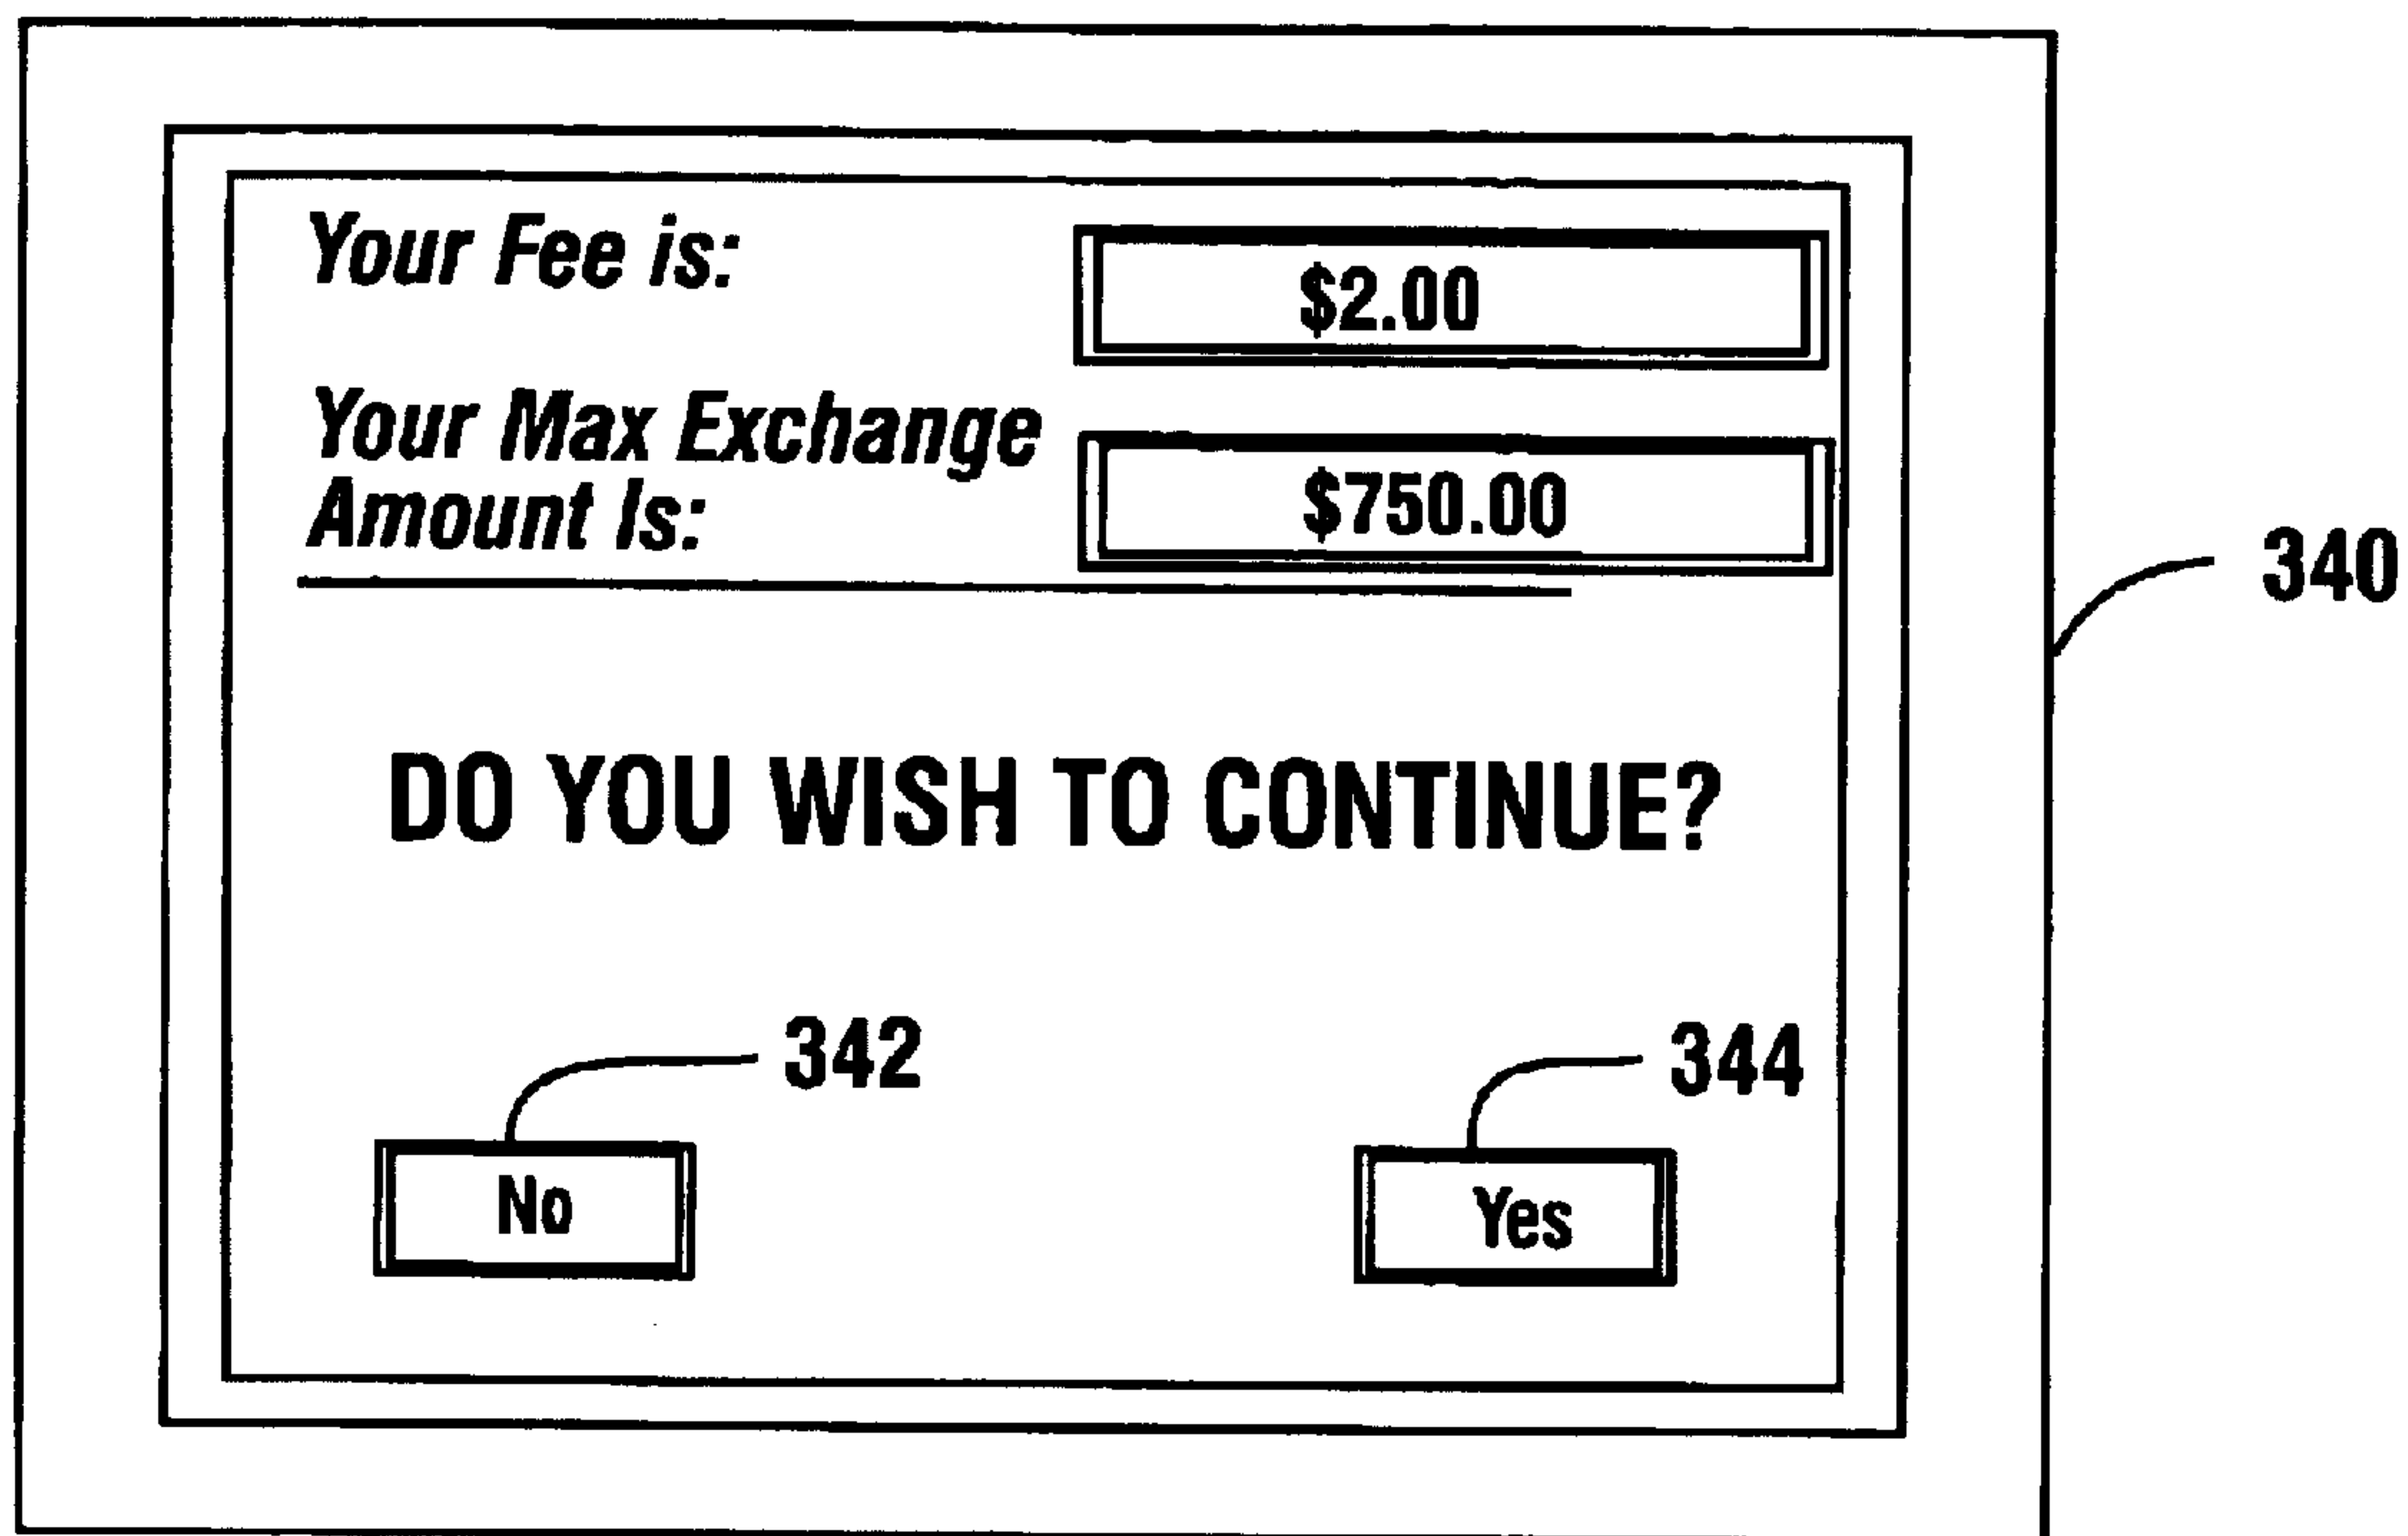 Your Fee is:
$2.00
Your Max Exchange
Amount Is:
$750.00
340
DO YOU WISH TO CONTINUE?
342
344
No
Yes